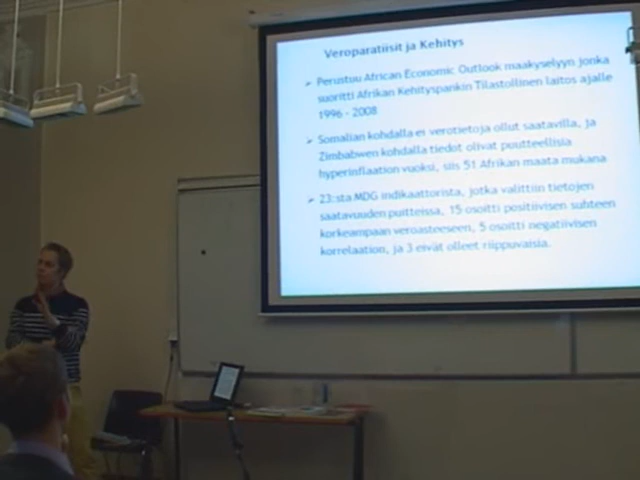 Veroparatiisit ja Kehitys
Perustuu African Economic Outlook maakyselyyn jonka
suoritti Afrikan Kehityspankin Tilastollinen laitos ajalle
1996 - 2008
Somalian kohdalla ei verotietoja ollut saatavilla, ja
Zimbabwen kohdalla tiedot olivat puutteellisia
hyperinflaation vuoksi, siis 51 Afrikan maata mukana
23:sta MDG indikaattorista, jotka valittiin tietojen
saatavuuden puitteissa, 15 osoitti positiivisen suhteen
korkeampaan veroasteeseen, 5 osoitti negatiivisen
korrelaation, ja 3 eivät olleet riippuvaisia.